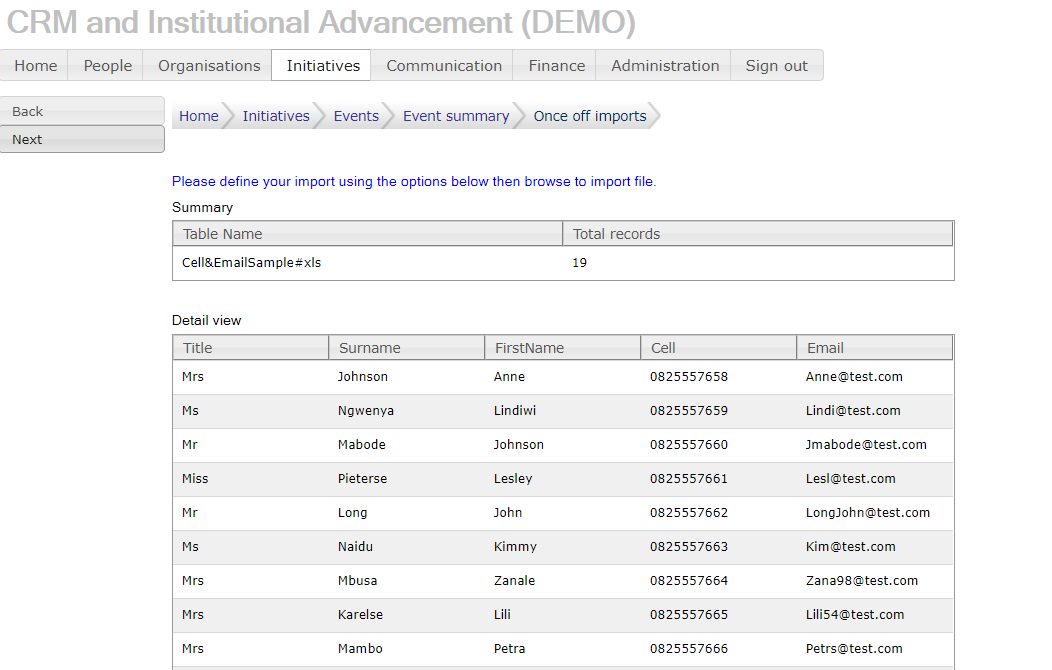 CRM and Institutional Advancement (DEMO)
Home People Organisations Initiatives Communication Finance Administration Sign out
Back
Next
Home Initiatives Events Event summary Once off imports
Please define your import using the options below then browse to import file.
Summary
Table Name Total records
Cell&EmailSample#xls 19
Detail view
Title Surname FirstName Cell Email
Mrs Johnson Anne 0825557658 Anne@test.com
Ms Ngwenya Lindiwi 0825557659 Lindi@test.com
Mr Mabode Johnson 0825557660 Jmabode@test.com
Miss Pieterse Lesley 0825557661 Lesl@test.com
Mr Long John 0825557662 LongJohn@test.com
Ms Naidu Kimmy 0825557663 Kim@test.com
Mrs Mbusa Zanale 0825557664 Zana98@test.com
Mrs Karelse Lili 0825557665 Lili54@test.com
Mrs Mambo Petra 0825557666 Petrs@test.com